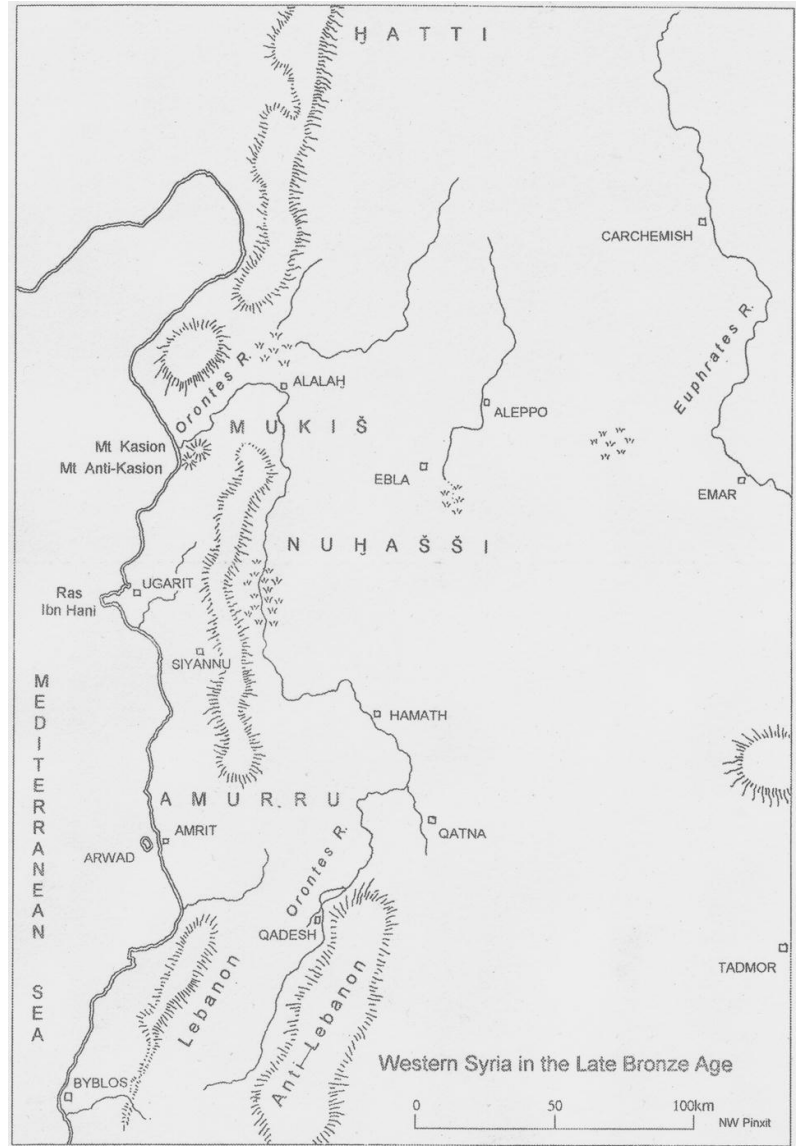 ḪATTI
CARCHEMISH
Euphrates R.
Orontes R.
ALALAḪ
ALEPPO
MUKIŠ
Mt Kasion
Mt Anti-Kasion
EBLA
EMAR
NUḪAŠŠI
UGARIT
Ras
Ibn Hani
SIYANNU
MEDITERRANEAN SEA
HAMATH
AMURRU
AMRIT
QATNA
ARWAD
Orontes R.
QADESH
TADMOR
Lebanon
Anti-Lebanon
Western Syria in the Late Bronze Age
BYBLOS
0 50 100km
NW Pinxit